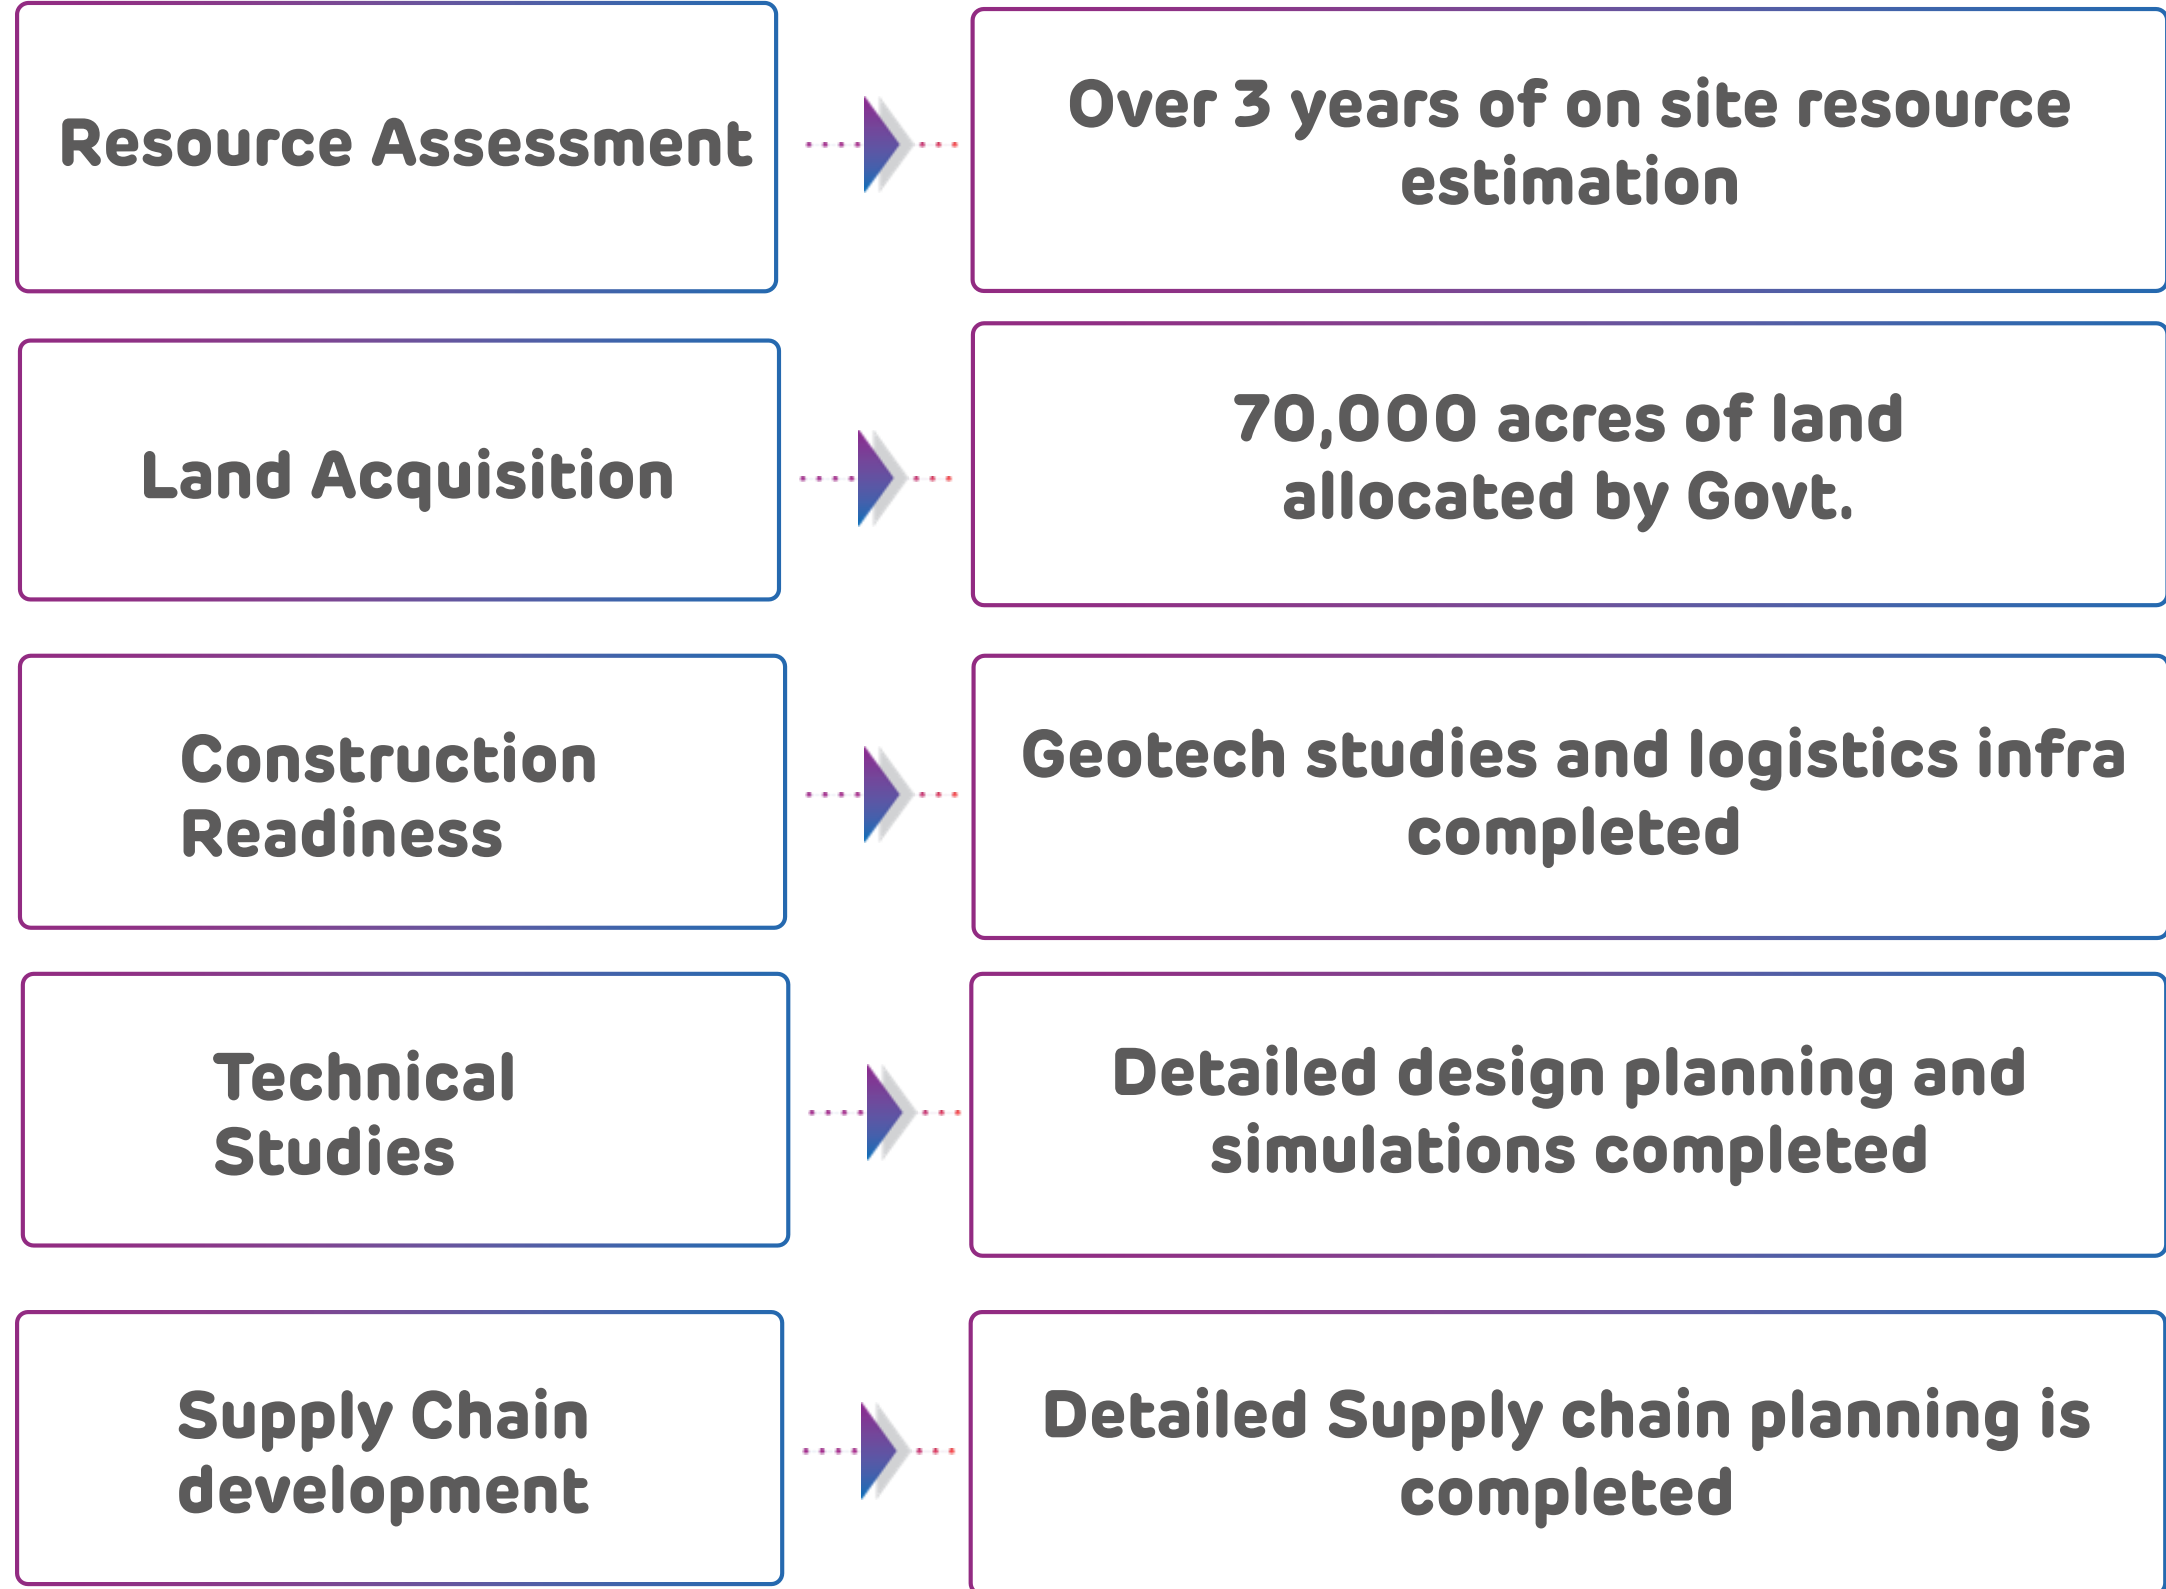 Resource Assessment
Over 3 years of on site resource
estimation
Land Acquisition
70,000 acres of land
allocated by Govt.
Construction
Readiness
Geotech studies and logistics infra
completed
Technical
Studies
Detailed design planning and
simulations completed
Supply Chain
development
Detailed Supply chain planning is
completed